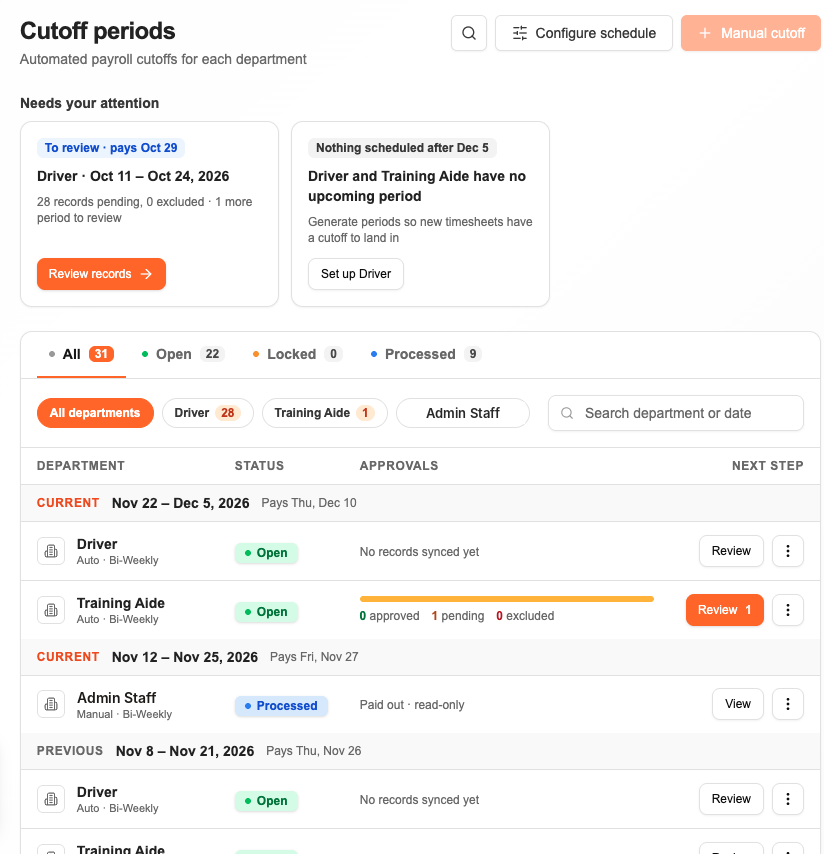 Cutoff periods
Configure schedule
Manual cutoff
Automated payroll cutoffs for each department
Needs your attention
To review · pays Oct 29
Driver · Oct 11 – Oct 24, 2026
28 records pending, 0 excluded · 1 more
period to review
Review records
Nothing scheduled after Dec 5
Driver and Training Aide have no
upcoming period
Generate periods so new timesheets have
a cutoff to land in
Set up Driver
All 31 Open 22 Locked 0 Processed 9
All departments Driver 28 Training Aide 1 Admin Staff Search department or date
DEPARTMENT STATUS APPROVALS NEXT STEP
CURRENT Nov 22 – Dec 5, 2026 Pays Thu, Dec 10
Driver
Auto · Bi-Weekly
Open
No records synced yet
Review
Training Aide
Auto · Bi-Weekly
Open
0 approved 1 pending 0 excluded
Review 1
CURRENT Nov 12 – Nov 25, 2026 Pays Fri, Nov 27
Admin Staff
Manual · Bi-Weekly
Processed
Paid out · read-only
View
PREVIOUS Nov 8 – Nov 21, 2026 Pays Thu, Nov 26
Driver
Auto · Bi-Weekly
Open
No records synced yet
Review
Training Aide